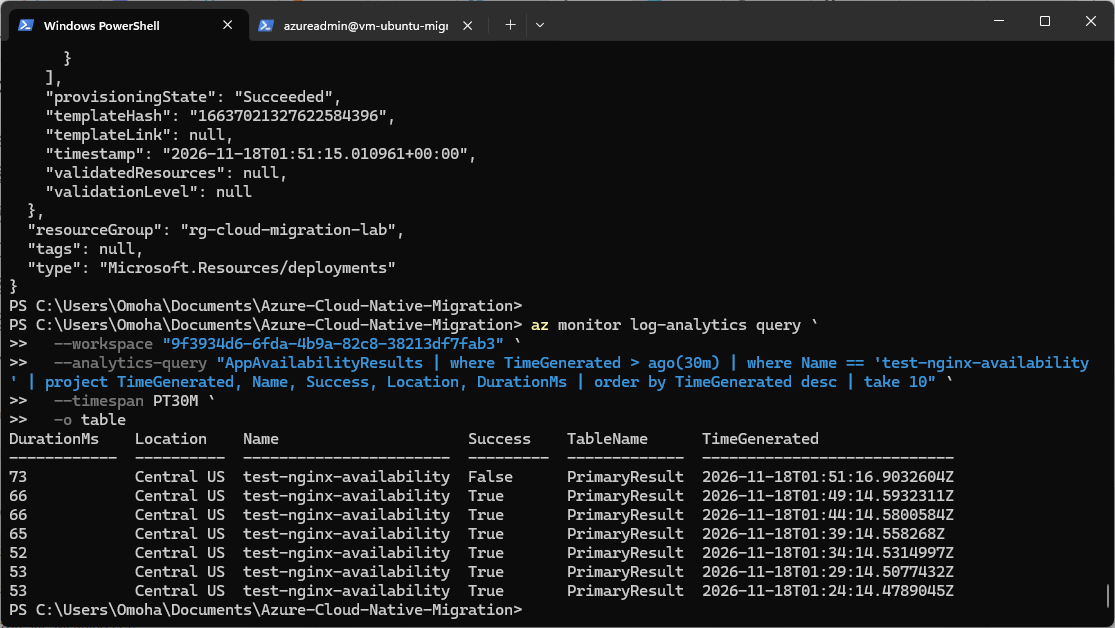 Windows PowerShell
azureadmin@vm-ubuntu-migr
}
],
"provisioningState": "Succeeded",
"templateHash": "16637021327622584396",
"templateLink": null,
"timestamp": "2026-11-18T01:51:15.010961+00:00",
"validatedResources": null,
"validationLevel": null
},
"resourceGroup": "rg-cloud-migration-lab",
"tags": null,
"type": "Microsoft.Resources/deployments"
}
PS C:\Users\Omoha\Documents\Azure-Cloud-Native-Migration>
PS C:\Users\Omoha\Documents\Azure-Cloud-Native-Migration> az monitor log-analytics query `
>> --workspace "9f3934d6-6fda-4b9a-82c8-38213df7fab3" `
>> --analytics-query "AppAvailabilityResults | where TimeGenerated > ago(30m) | where Name == 'test-nginx-availability
' | project TimeGenerated, Name, Success, Location, DurationMs | order by TimeGenerated desc | take 10" `
>> --timespan PT30M `
>> -o table
DurationMs Location Name Success TableName TimeGenerated
------------ ---------- ----------------------- --------- ------------- ----------------------------
73 Central US test-nginx-availability False PrimaryResult 2026-11-18T01:51:16.9032604Z
66 Central US test-nginx-availability True PrimaryResult 2026-11-18T01:49:14.5932311Z
66 Central US test-nginx-availability True PrimaryResult 2026-11-18T01:44:14.5800584Z
65 Central US test-nginx-availability True PrimaryResult 2026-11-18T01:39:14.558268Z
52 Central US test-nginx-availability True PrimaryResult 2026-11-18T01:34:14.5314997Z
53 Central US test-nginx-availability True PrimaryResult 2026-11-18T01:29:14.5077432Z
53 Central US test-nginx-availability True PrimaryResult 2026-11-18T01:24:14.4789045Z
PS C:\Users\Omoha\Documents\Azure-Cloud-Native-Migration>